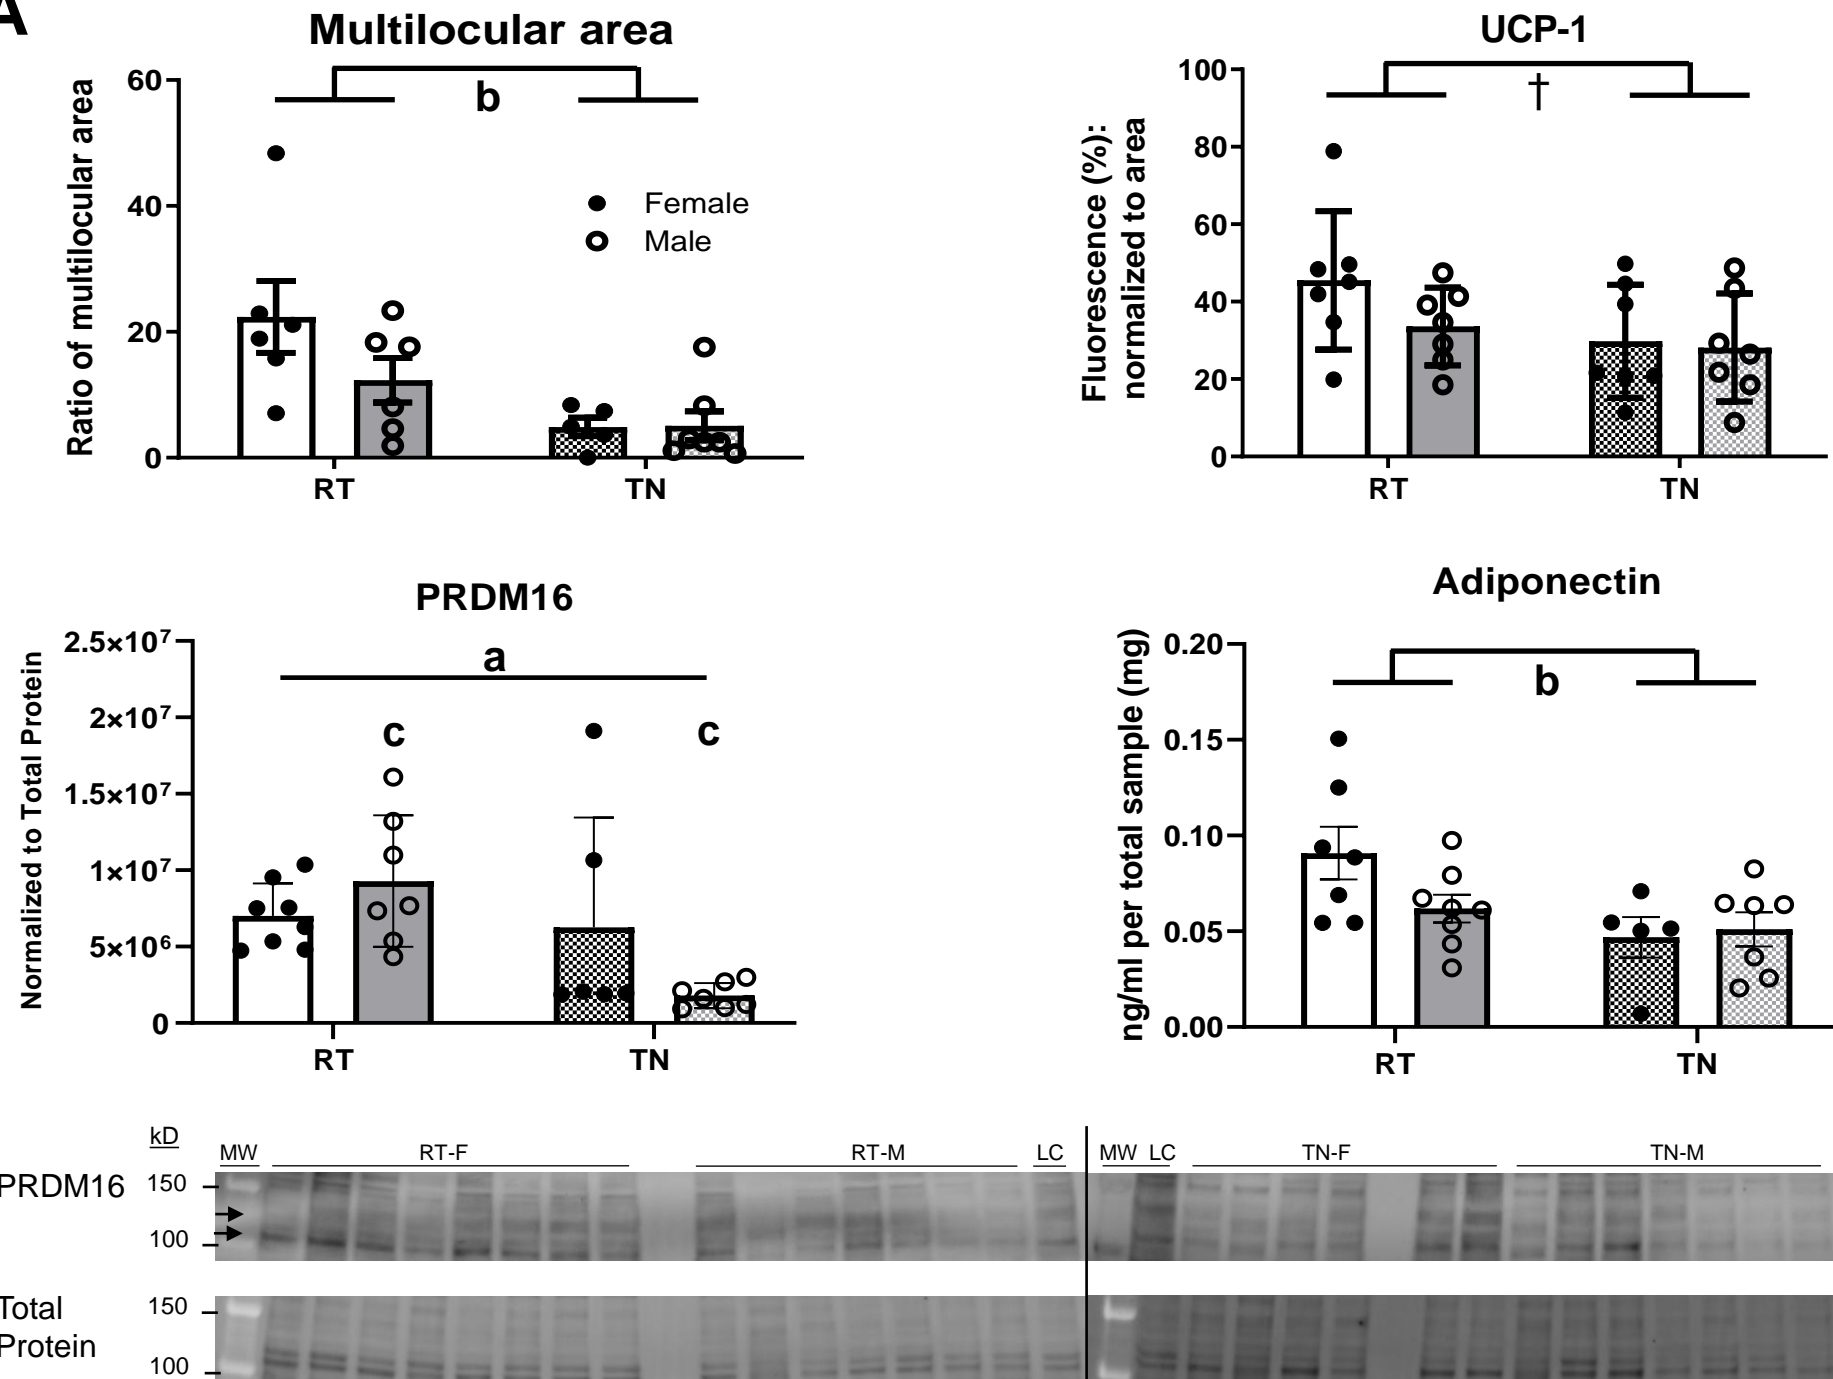 A
Multilocular area
Ratio of multilocular area
60
40
20
0
b
Female
Male
RT
TN
UCP-1
Fluorescence (%):
normalized to area
100
80
60
40
20
0
†
RT
TN
PRDM16
Normalized to Total Protein
2.5×10⁷
2×10⁷
1.5×10⁷
1×10⁷
5×10⁶
0
a
c
c
RT
TN
Adiponectin
ng/ml per total sample (mg)
0.20
0.15
0.10
0.05
0.00
b
RT
TN
kD
MW
RT-F
RT-M
LC
MW
LC
TN-F
TN-M
PRDM16
150
100
Total
Protein
150
100